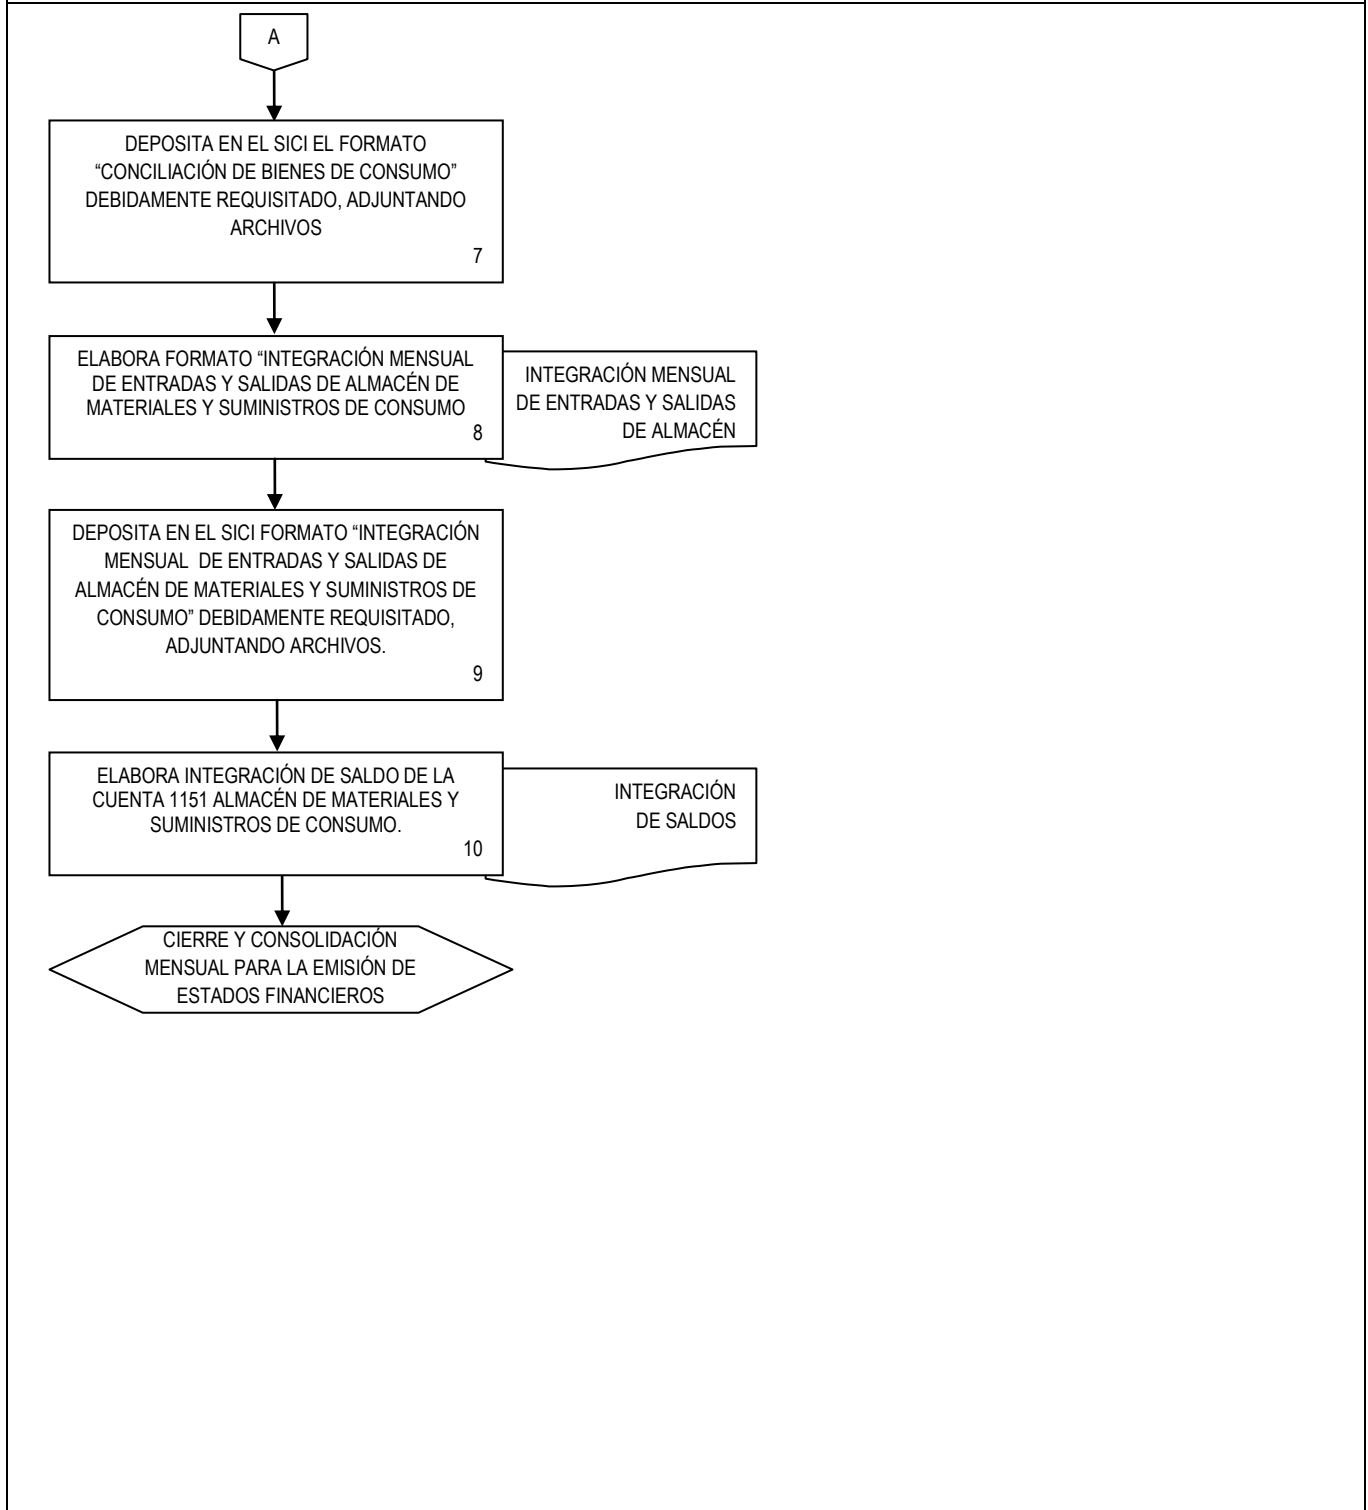 A
DEPOSITA EN EL SICI EL FORMATO
“CONCILIACIÓN DE BIENES DE CONSUMO”
DEBIDAMENTE REQUISITADO, ADJUNTANDO
ARCHIVOS
7
ELABORA FORMATO “INTEGRACIÓN MENSUAL
DE ENTRADAS Y SALIDAS DE ALMACÉN DE
MATERIALES Y SUMINISTROS DE CONSUMO
8
INTEGRACIÓN MENSUAL
DE ENTRADAS Y SALIDAS
DE ALMACÉN
DEPOSITA EN EL SICI FORMATO “INTEGRACIÓN
MENSUAL  DE ENTRADAS Y SALIDAS DE
ALMACÉN DE MATERIALES Y SUMINISTROS DE
CONSUMO” DEBIDAMENTE REQUISITADO,
ADJUNTANDO ARCHIVOS.
9
ELABORA INTEGRACIÓN DE SALDO DE LA
CUENTA 1151 ALMACÉN DE MATERIALES Y
SUMINISTROS DE CONSUMO.
10
INTEGRACIÓN
DE SALDOS
CIERRE Y CONSOLIDACIÓN
MENSUAL PARA LA EMISIÓN DE
ESTADOS FINANCIEROS